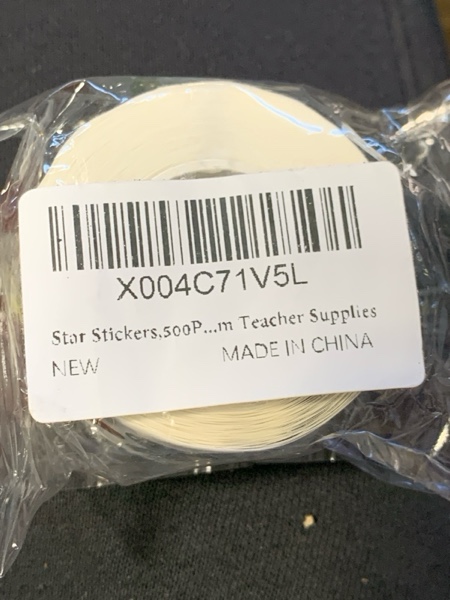 X004C71V5L
Star Stickers,500P...m Teacher Supplies
NEW MADE IN CHINA